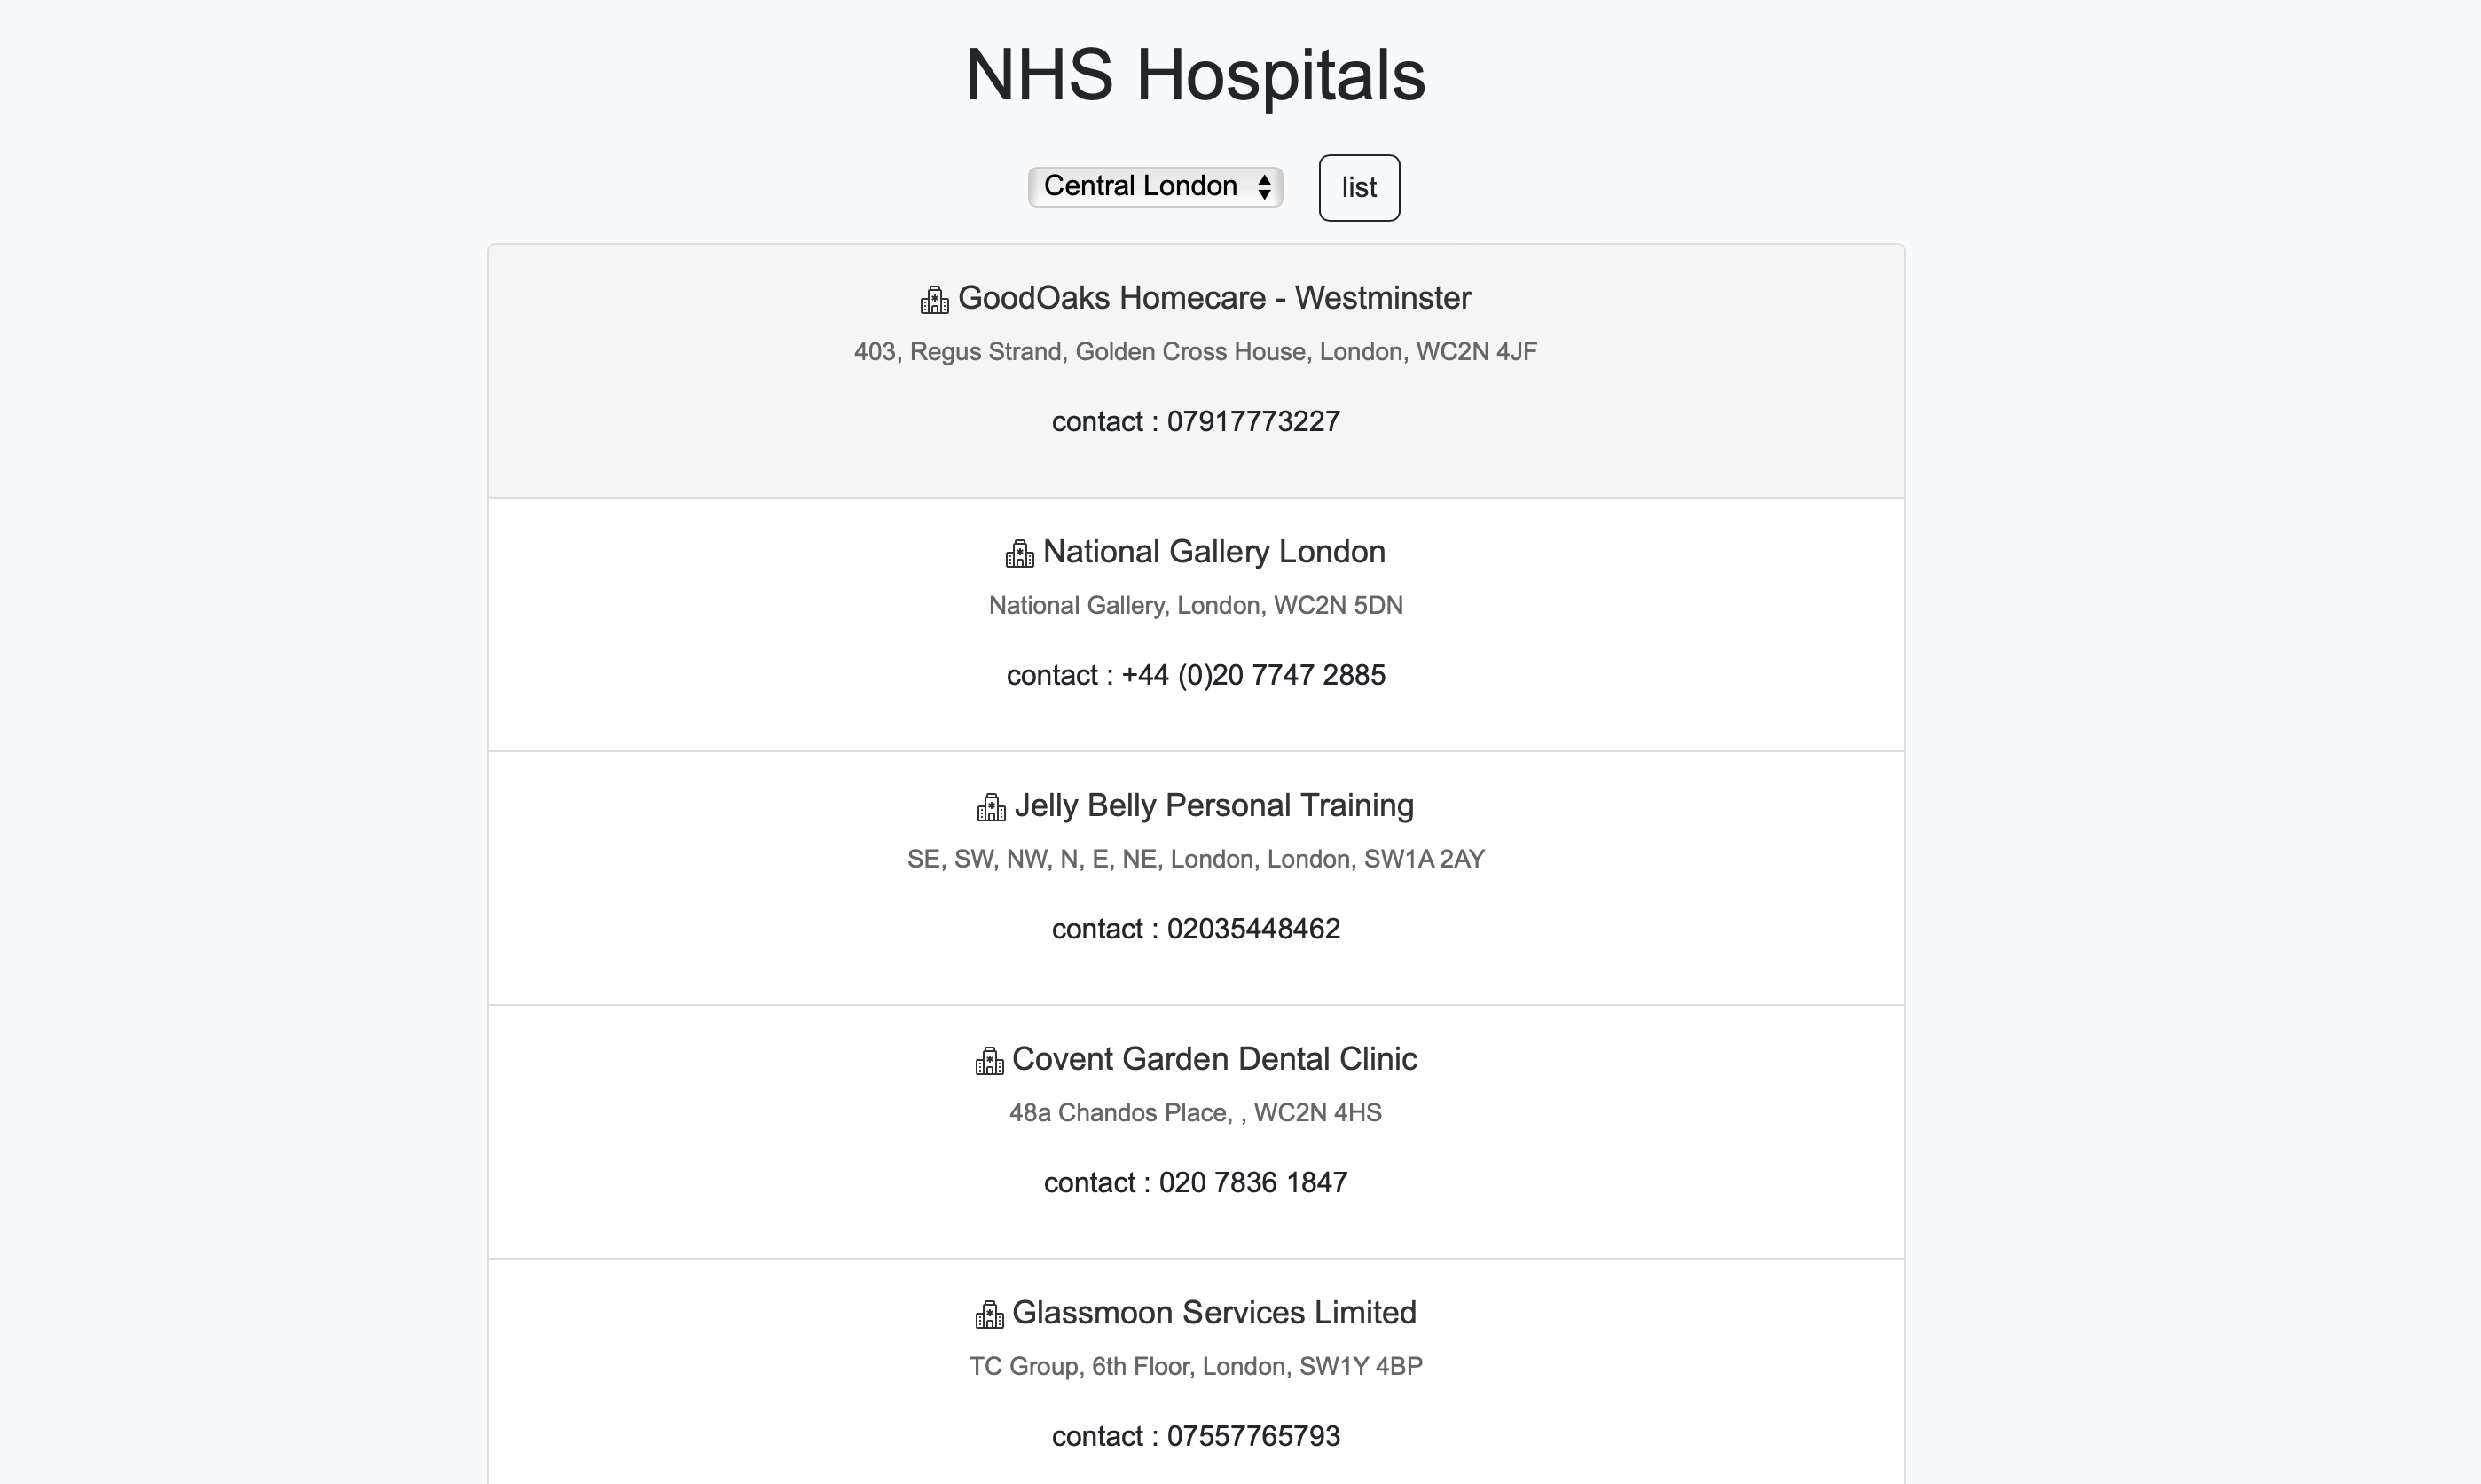 NHS Hospitals
Central London
list
GoodOaks Homecare - Westminster
403, Regus Strand, Golden Cross House, London, WC2N 4JF
contact : 07917773227
National Gallery London
National Gallery, London, WC2N 5DN
contact : +44 (0)20 7747 2885
Jelly Belly Personal Training
SE, SW, NW, N, E, NE, London, London, SW1A 2AY
contact : 02035448462
Covent Garden Dental Clinic
48a Chandos Place, , WC2N 4HS
contact : 020 7836 1847
Glassmoon Services Limited
TC Group, 6th Floor, London, SW1Y 4BP
contact : 07557765793